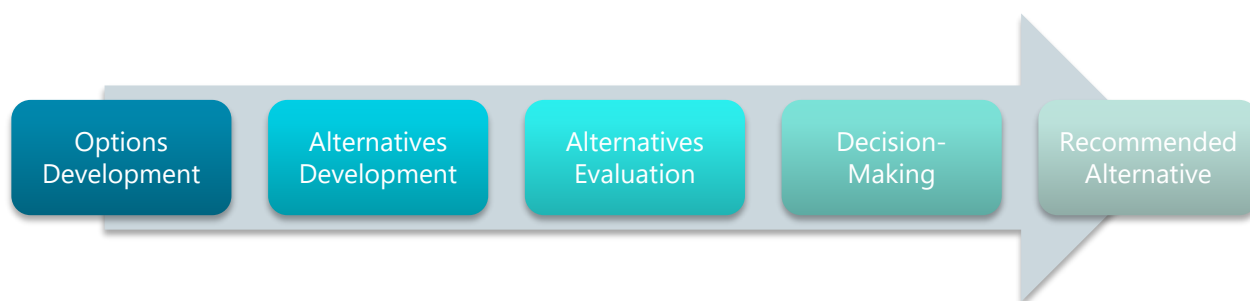 Options
Development
Alternatives
Development
Alternatives
Evaluation
Decision-
Making
Recommended
Alternative